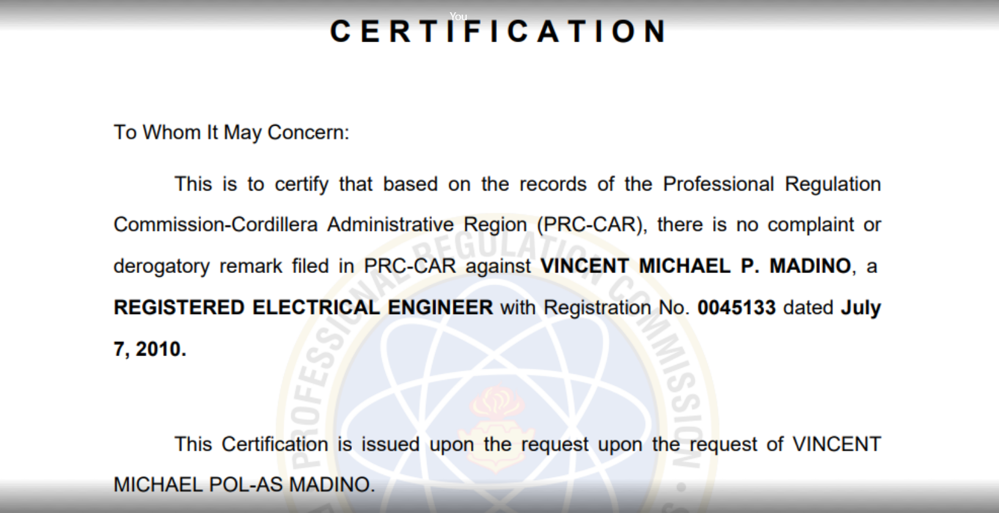 You
CERTIFICATION
To Whom It May Concern:
This is to certify that based on the records of the Professional Regulation
Commission-Cordillera Administrative Region (PRC-CAR), there is no complaint or
derogatory remark filed in PRC-CAR against VINCENT MICHAEL P. MADINO, a
REGISTERED ELECTRICAL ENGINEER with Registration No. 0045133 dated July
7, 2010.
This Certification is issued upon the request upon the request of VINCENT
MICHAEL POL-AS MADINO.
PROFESSIONAL REGULATION COMMISSION